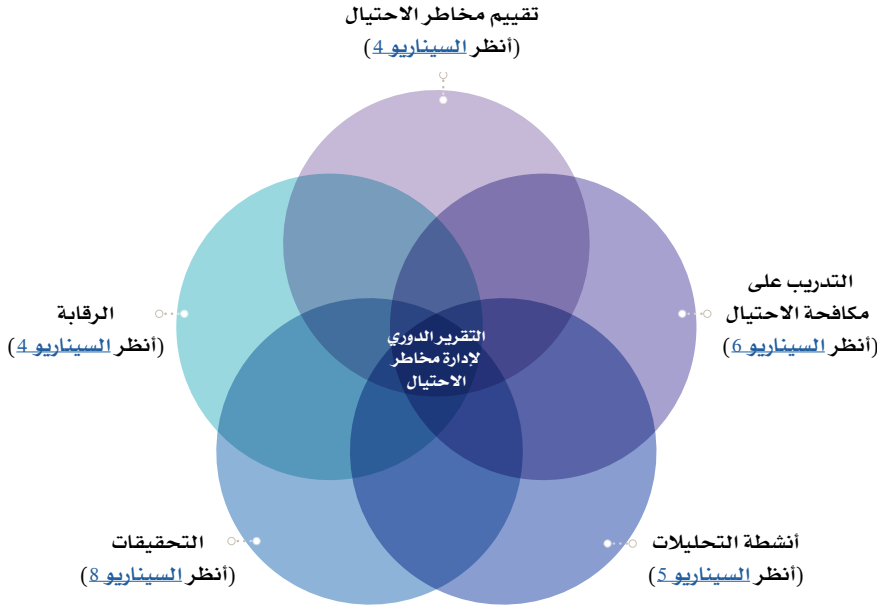 تقييم مخاطر الاحتيال
(أنظر السيناريو 4)
التدريب على
مكافحة الاحتيال
(أنظر السيناريو 6)
الرقابة
(أنظر السيناريو 4)
التقرير الدوري
لإدارة مخاطر
الاحتيال
أنشطة التحليلات
(أنظر السيناريو 5)
التحقيقات
(أنظر السيناريو 8)